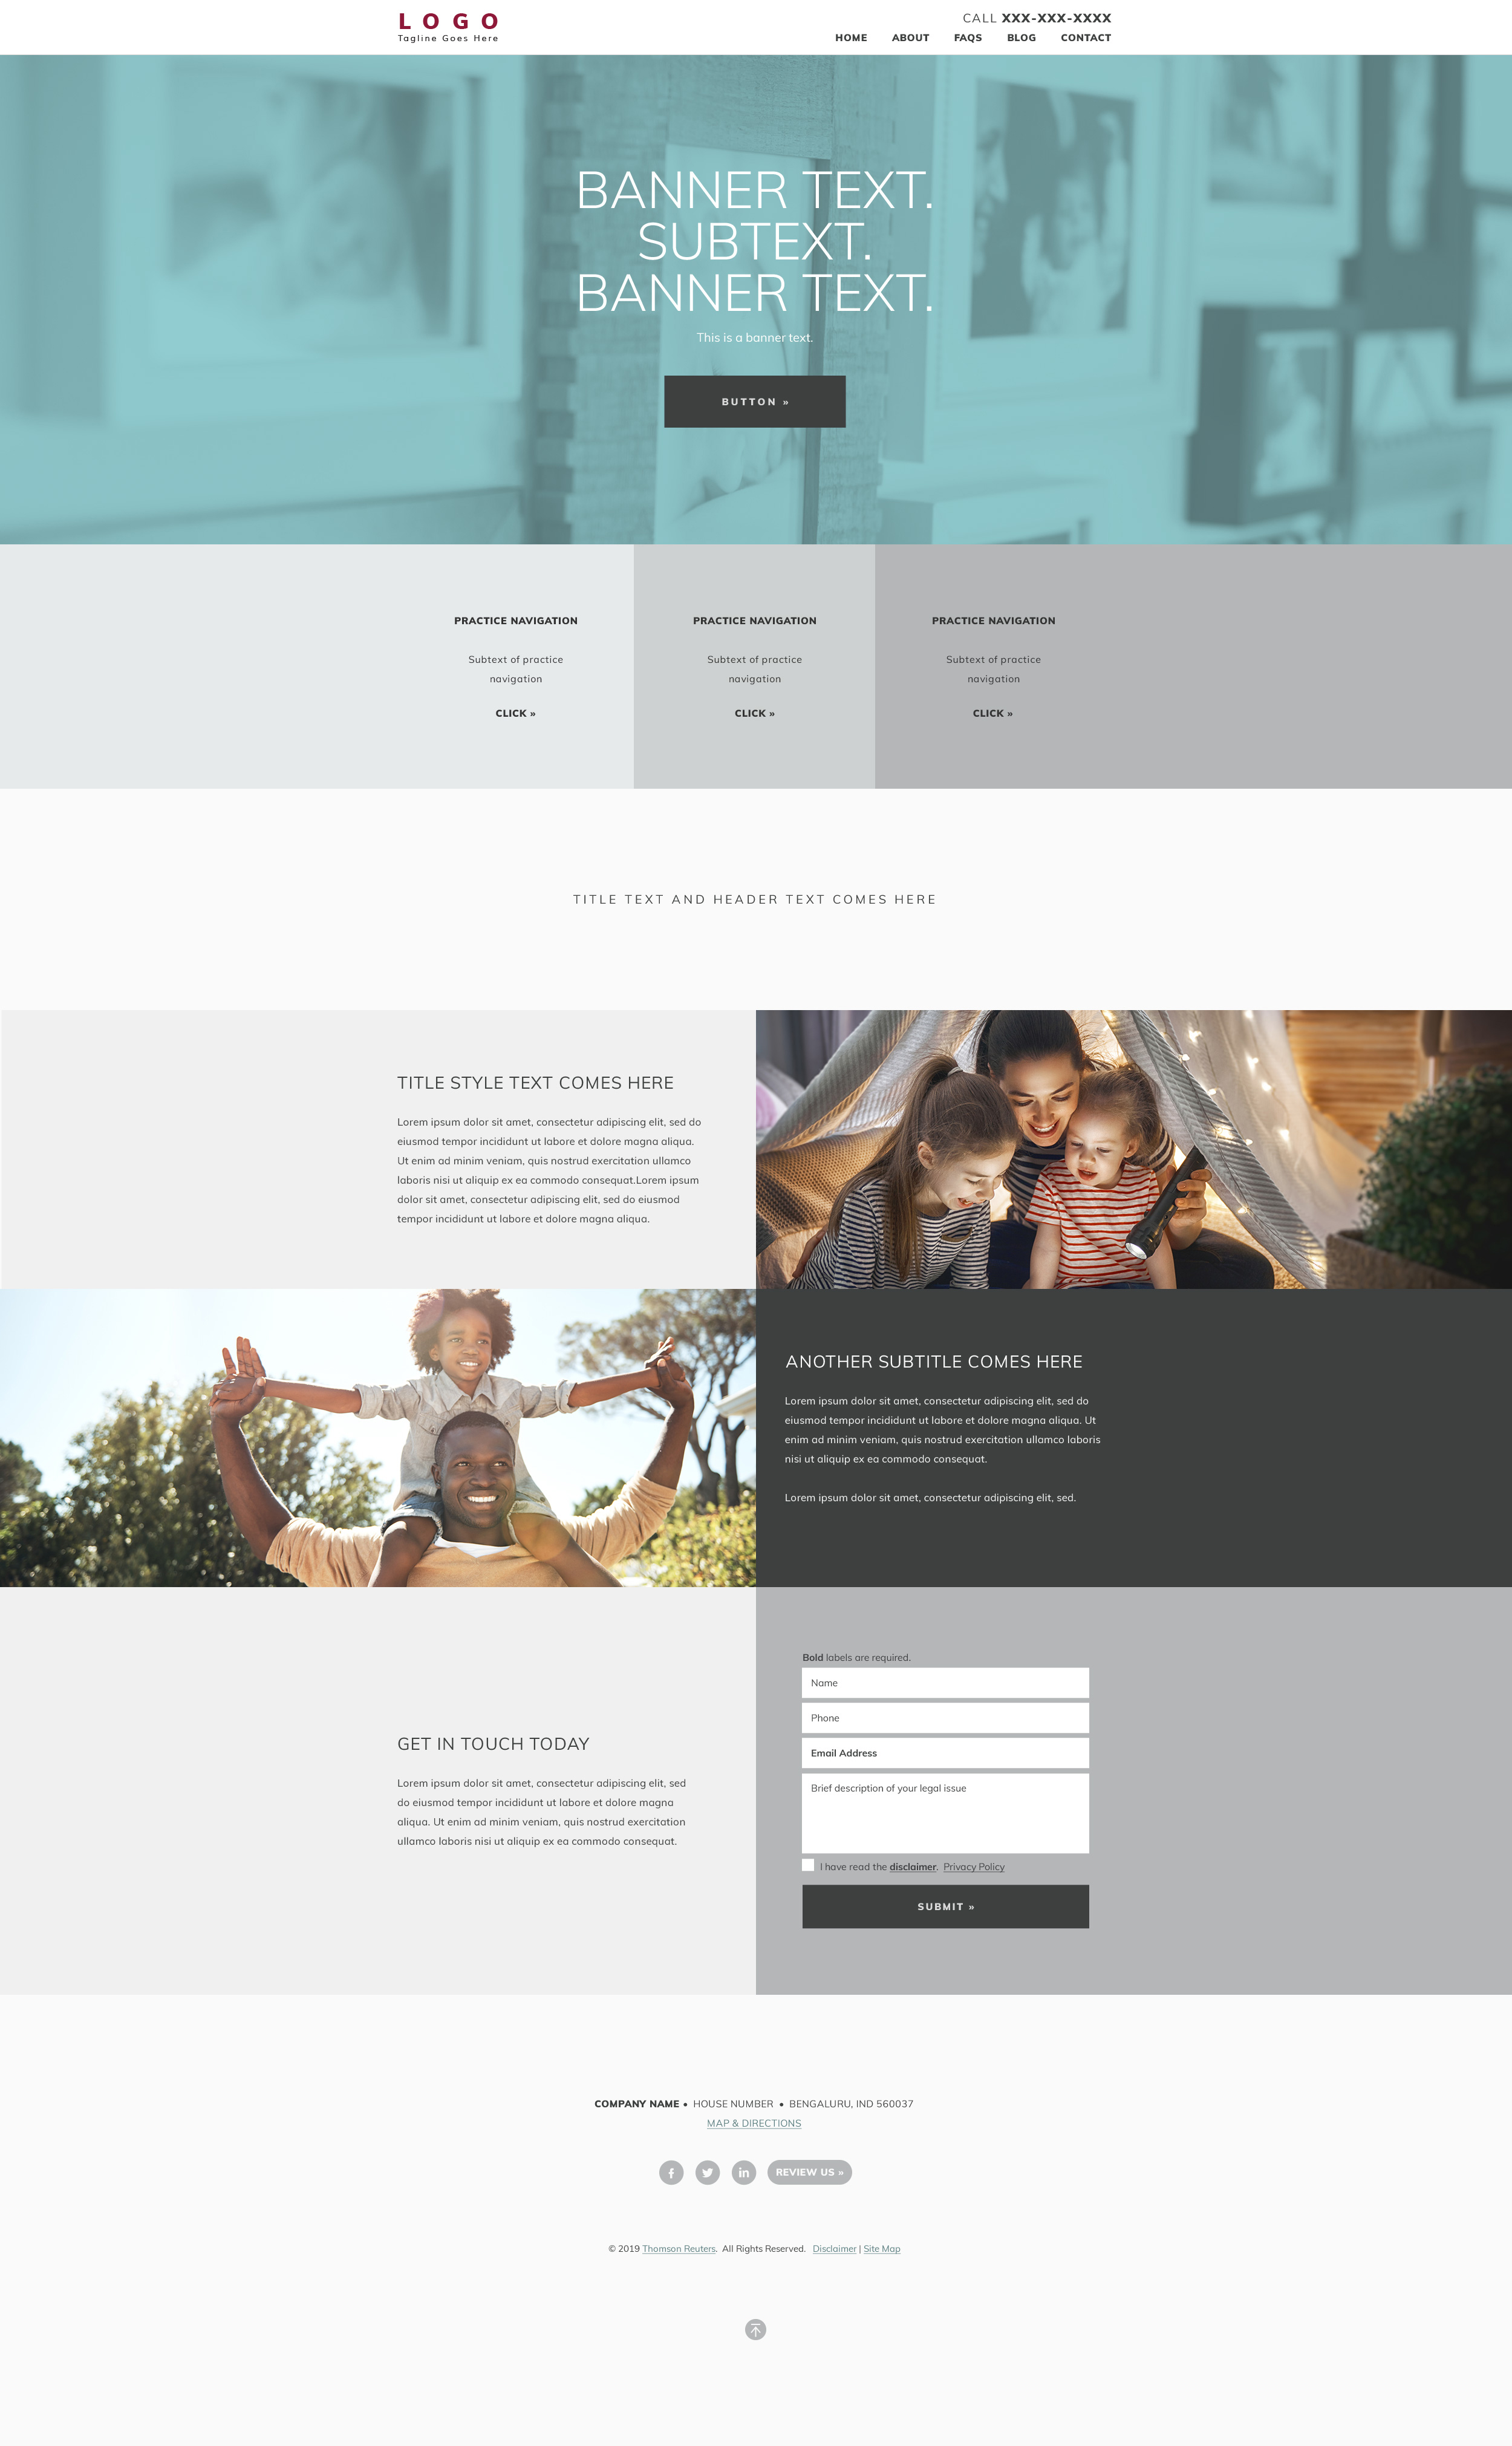 L O G O
Tagline Goes Here
CALL XXX-XXX-XXXX
HOME ABOUT FAQS BLOG CONTACT
BANNER TEXT.
SUBTEXT.
BANNER TEXT.
This is a banner text.
BUTTON »
PRACTICE NAVIGATION
Subtext of practice
navigation
CLICK »
PRACTICE NAVIGATION
Subtext of practice
navigation
CLICK »
PRACTICE NAVIGATION
Subtext of practice
navigation
CLICK »
TITLE TEXT AND HEADER TEXT COMES HERE
TITLE STYLE TEXT COMES HERE
Lorem ipsum dolor sit amet, consectetur adipiscing elit, sed do
eiusmod tempor incididunt ut labore et dolore magna aliqua.
Ut enim ad minim veniam, quis nostrud exercitation ullamco
laboris nisi ut aliquip ex ea commodo consequat.Lorem ipsum
dolor sit amet, consectetur adipiscing elit, sed do eiusmod
tempor incididunt ut labore et dolore magna aliqua.
ANOTHER SUBTITLE COMES HERE
Lorem ipsum dolor sit amet, consectetur adipiscing elit, sed do
eiusmod tempor incididunt ut labore et dolore magna aliqua. Ut
enim ad minim veniam, quis nostrud exercitation ullamco laboris
nisi ut aliquip ex ea commodo consequat.
Lorem ipsum dolor sit amet, consectetur adipiscing elit, sed.
GET IN TOUCH TODAY
Lorem ipsum dolor sit amet, consectetur adipiscing elit, sed
do eiusmod tempor incididunt ut labore et dolore magna
aliqua. Ut enim ad minim veniam, quis nostrud exercitation
ullamco laboris nisi ut aliquip ex ea commodo consequat.
Bold labels are required.
Name
Phone
Email Address
Brief description of your legal issue
I have read the disclaimer. Privacy Policy
SUBMIT »
COMPANY NAME • HOUSE NUMBER • BENGALURU, IND 560037
MAP & DIRECTIONS
REVIEW US »
© 2019 Thomson Reuters. All Rights Reserved. Disclaimer | Site Map